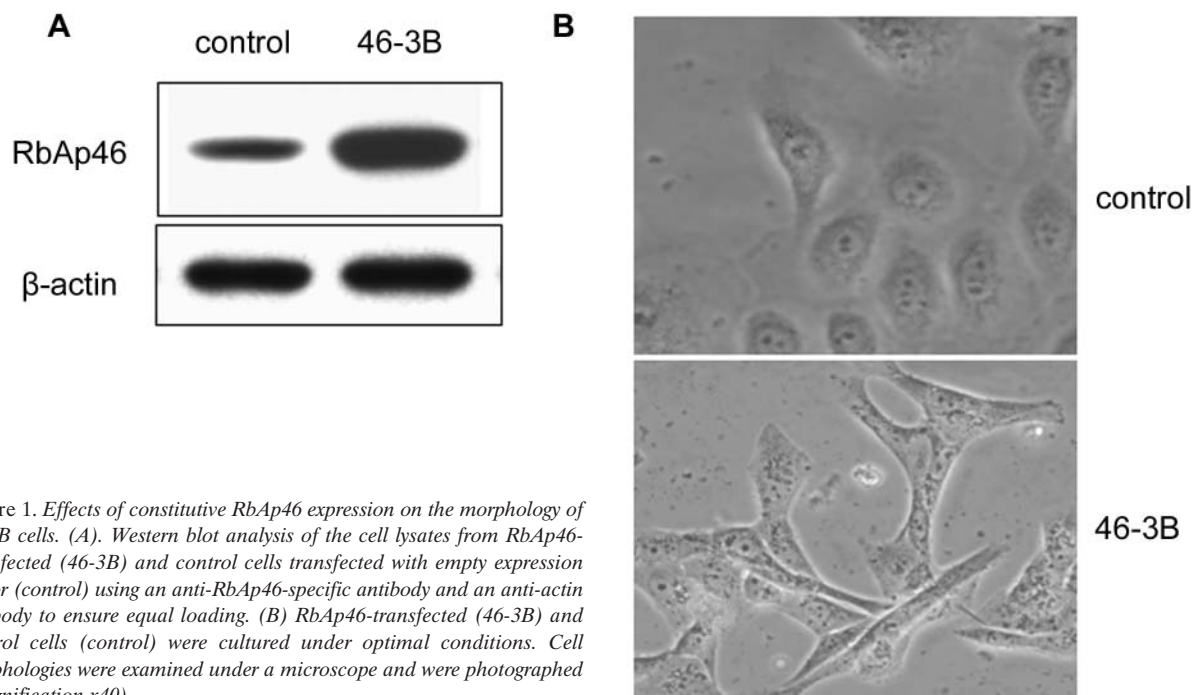 A
control 46-3B
RbAp46
β-actin
B
control
46-3B
re 1. Effects of constitutive RbAp46 expression on the morphology of
B cells. (A). Western blot analysis of the cell lysates from RbAp46-
fected (46-3B) and control cells transfected with empty expression
r (control) using an anti-RbAp46-specific antibody and an anti-actin
body to ensure equal loading. (B) RbAp46-transfected (46-3B) and
rol cells (control) were cultured under optimal conditions. Cell
phologies were examined under a microscope and were photographed